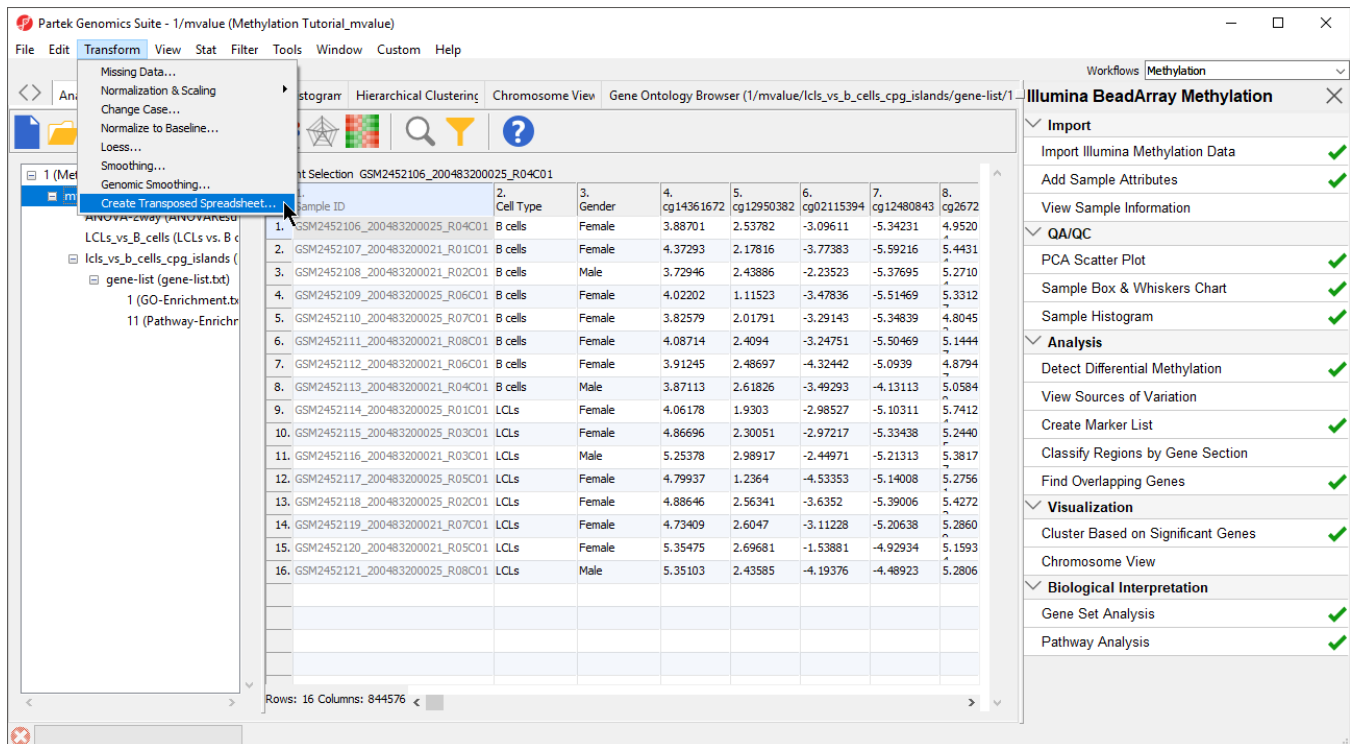 Partek Genomics Suite - 1/mvalue (Methylation Tutorial_mvalue)
File Edit Transform View Stat Filter Tools Window Custom Help
Workflows Methylation
Missing Data...
Normalization & Scaling
Change Case...
Normalize to Baseline...
Loess...
Smoothing...
Genomic Smoothing...
Create Transposed Spreadsheet...
Hierarchical Clustering Chromosome View Gene Ontology Browser (1/mvalue/lcls_vs_b_cells_cpg_islands/gene-list/1
Selection GSM2452106_200483200025_R04C01
1 (Met
ANOVA-2way (ANOVAResu
LCLs_vs_B_cells (LCLs vs. B c
lcls_vs_b_cells_cpg_islands (
gene-list (gene-list.txt)
1 (GO-Enrichment.tx
11 (Pathway-Enrichr
1. 2. 3. 4. 5. 6. 7. 8.
Sample ID Cell Type Gender cg14361672 cg12950382 cg02115394 cg12480843 cg2672
1. GSM2452106_200483200025_R04C01 B cells Female 3.88701 2.53782 -3.09611 -5.34231 4.9520
2. GSM2452107_200483200021_R01C01 B cells Female 4.37293 2.17816 -3.77383 -5.59216 5.4431
3. GSM2452108_200483200021_R02C01 B cells Male 3.72946 2.43886 -2.23523 -5.37695 5.2710
4. GSM2452109_200483200025_R06C01 B cells Female 4.02202 1.11523 -3.47836 -5.51469 5.3312
5. GSM2452110_200483200025_R07C01 B cells Female 3.82579 2.01791 -3.29143 -5.34839 4.8045
6. GSM2452111_200483200021_R08C01 B cells Female 4.08714 2.4094 -3.24751 -5.50469 5.1444
7. GSM2452112_200483200021_R06C01 B cells Female 3.91245 2.48697 -4.32442 -5.0939 4.8794
8. GSM2452113_200483200021_R04C01 B cells Male 3.87113 2.61826 -3.49293 -4.13113 5.0584
9. GSM2452114_200483200025_R01C01 LCLs Female 4.06178 1.9303 -2.98527 -5.10311 5.7412
10. GSM2452115_200483200025_R03C01 LCLs Female 4.86696 2.30051 -2.97217 -5.33438 5.2440
11. GSM2452116_200483200021_R03C01 LCLs Male 5.25378 2.98917 -2.44971 -5.21313 5.3817
12. GSM2452117_200483200025_R05C01 LCLs Female 4.79937 1.2364 -4.53353 -5.14008 5.2756
13. GSM2452118_200483200025_R02C01 LCLs Female 4.88646 2.56341 -3.6352 -5.39006 5.4272
14. GSM2452119_200483200021_R07C01 LCLs Female 4.73409 2.6047 -3.11228 -5.20638 5.2860
15. GSM2452120_200483200021_R05C01 LCLs Female 5.35475 2.69681 -1.53881 -4.92934 5.1593
16. GSM2452121_200483200025_R08C01 LCLs Male 5.35103 2.43585 -4.19376 -4.48923 5.2806
Rows: 16 Columns: 844576
Illumina BeadArray Methylation
Import
Import Illumina Methylation Data
Add Sample Attributes
View Sample Information
QA/QC
PCA Scatter Plot
Sample Box & Whiskers Chart
Sample Histogram
Analysis
Detect Differential Methylation
View Sources of Variation
Create Marker List
Classify Regions by Gene Section
Find Overlapping Genes
Visualization
Cluster Based on Significant Genes
Chromosome View
Biological Interpretation
Gene Set Analysis
Pathway Analysis